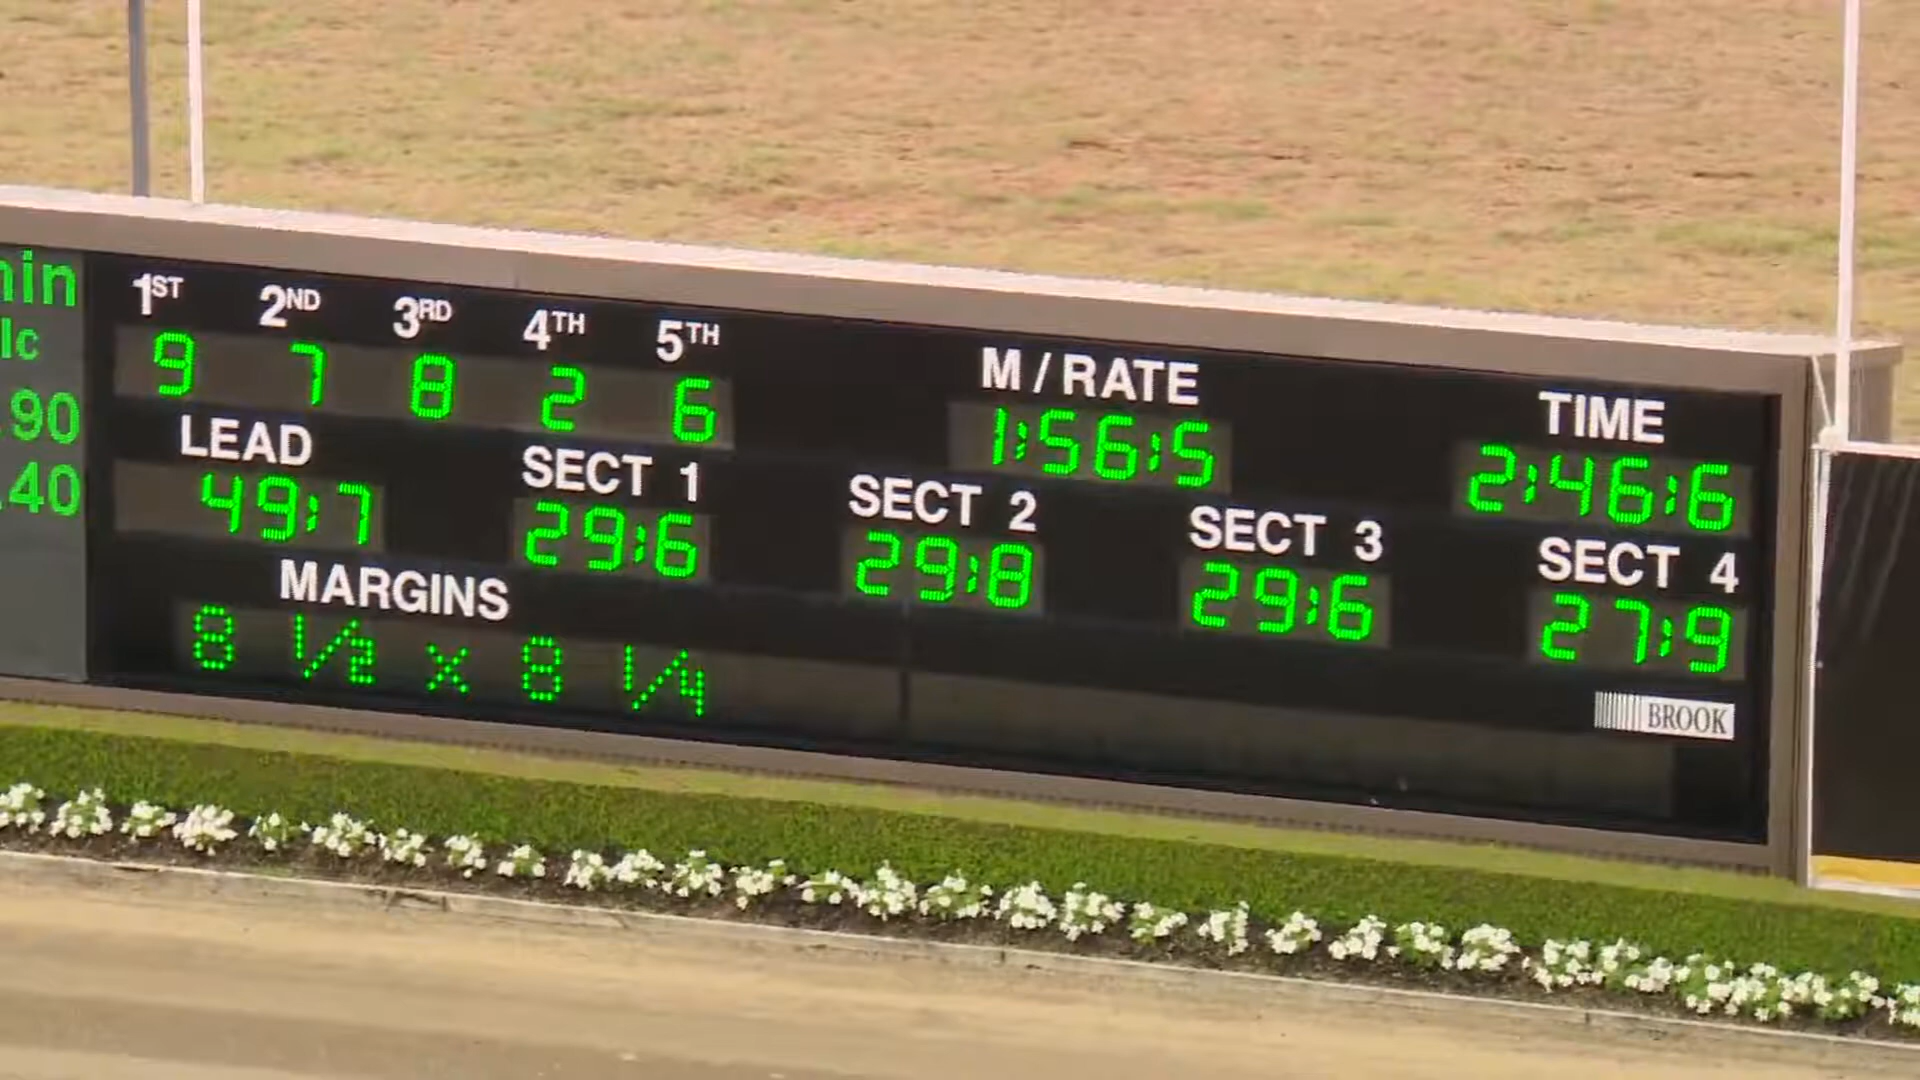 1ST 2ND 3RD 4TH 5TH
9 7 8 2 6
M/RATE
1:56:5
TIME
2:46:6
LEAD
49:7
SECT 1
29:6
SECT 2
29:8
SECT 3
29:6
SECT 4
27:9
MARGINS
8 1/2 x 8 1/4
BROOK
.90
.40